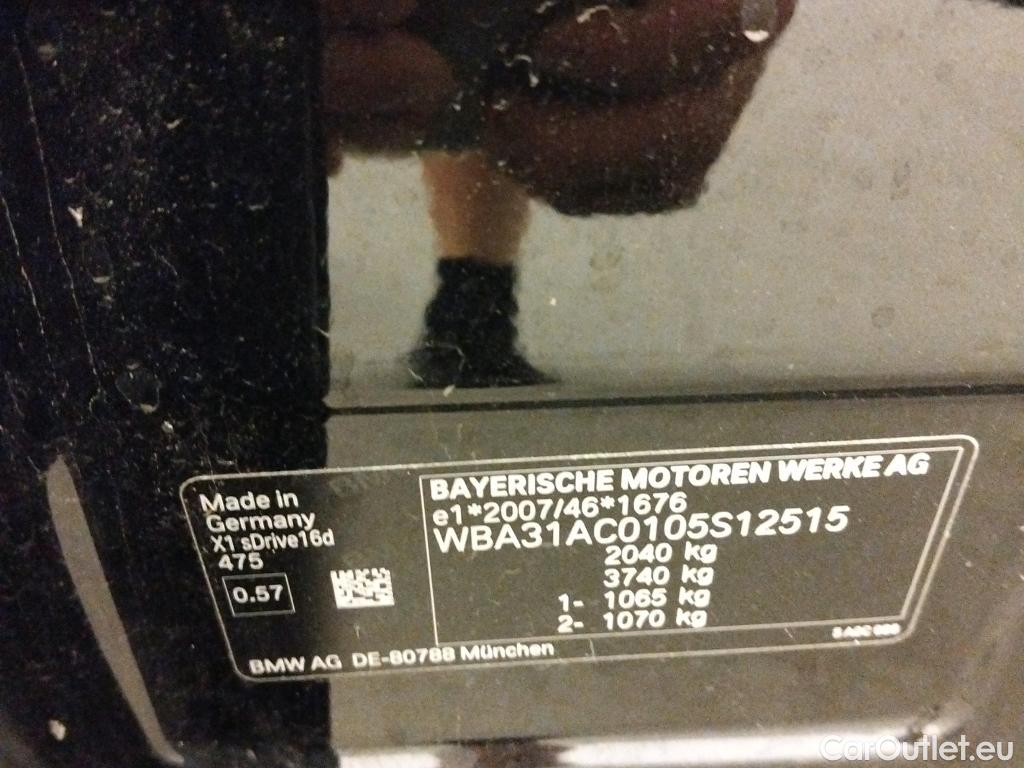 Made in
Germany
X1 sDrive16d
475
0.57
BAYERISCHE MOTOREN WERKE AG
e1*2007/46*1676
WBA31AC0105S12515
2040 kg
3740 kg
1- 1065 kg
2- 1070 kg
BMW AG DE-80788 München
CarOutlet.eu